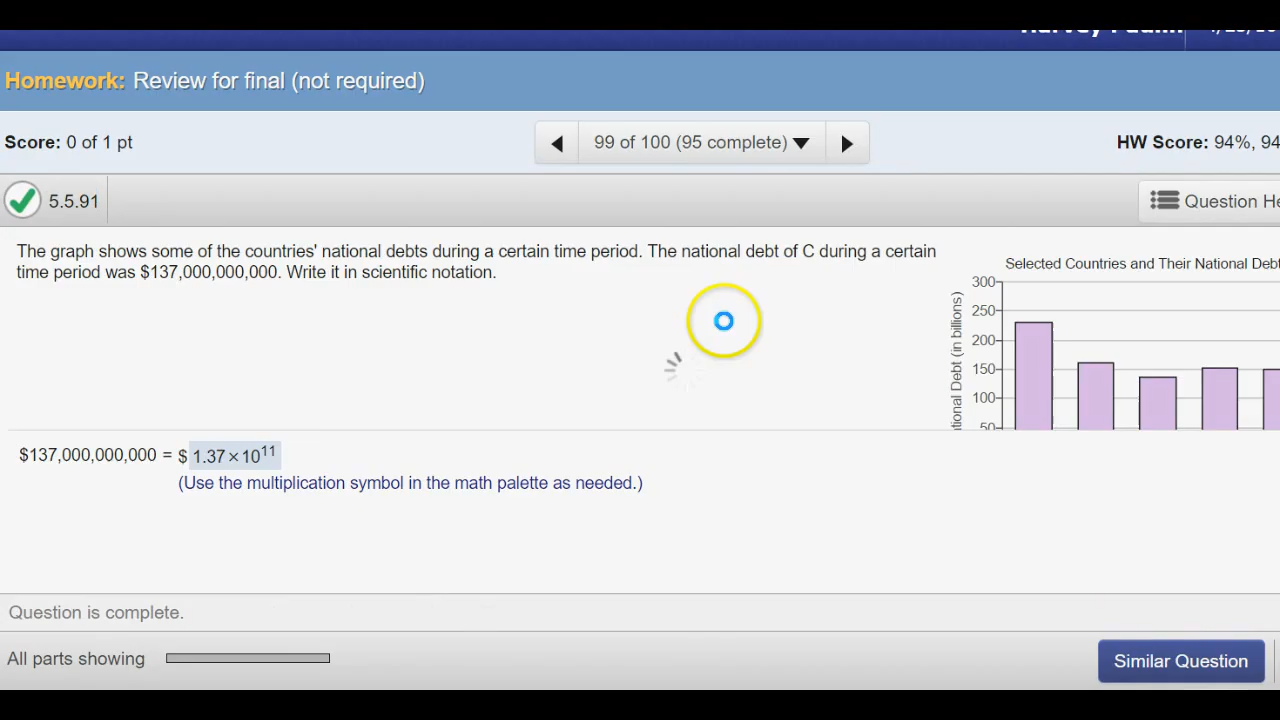 Homework: Review for final (not required)
Score: 0 of 1 pt
99 of 100 (95 complete)
HW Score: 94%, 94
5.5.91
Question He
The graph shows some of the countries' national debts during a certain time period. The national debt of C during a certain
time period was $137,000,000,000. Write it in scientific notation.
Selected Countries and Their National Debt
tional Debt (in billions)
300
250
200
150
100
50
$137,000,000,000 = $ 1.37×10¹¹
(Use the multiplication symbol in the math palette as needed.)
Question is complete.
All parts showing
Similar Question